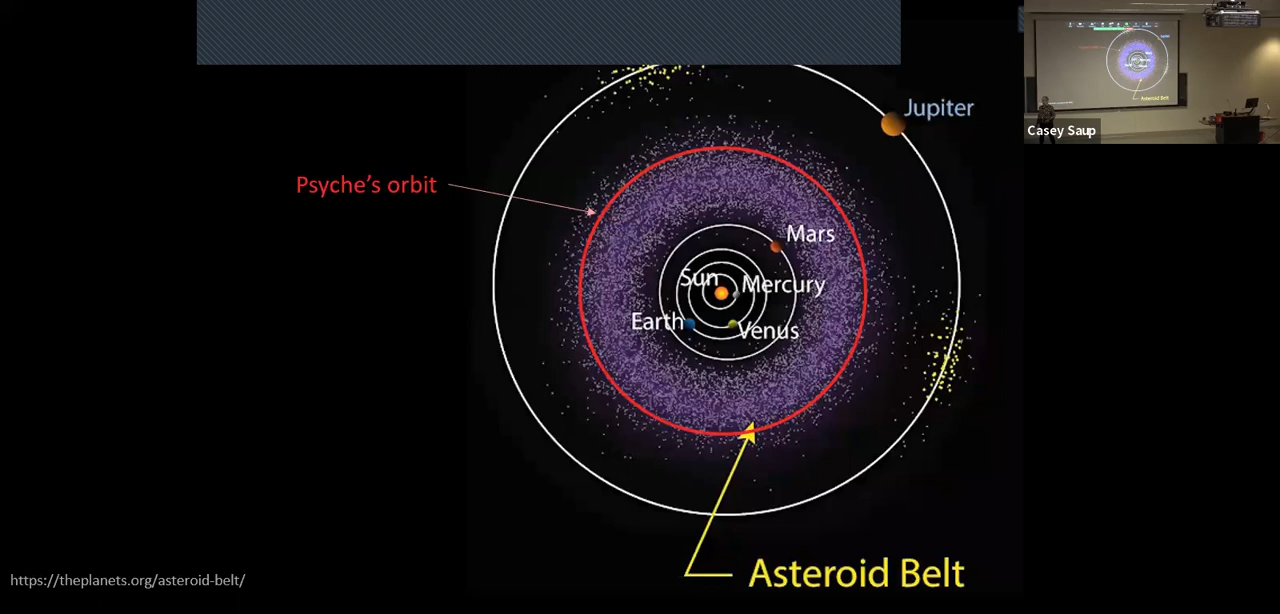 Jupiter
Casey Saup
Psyche's orbit
Mars
Sun
Mercury
Earth
Venus
Asteroid Belt
https://theplanets.org/asteroid-belt/